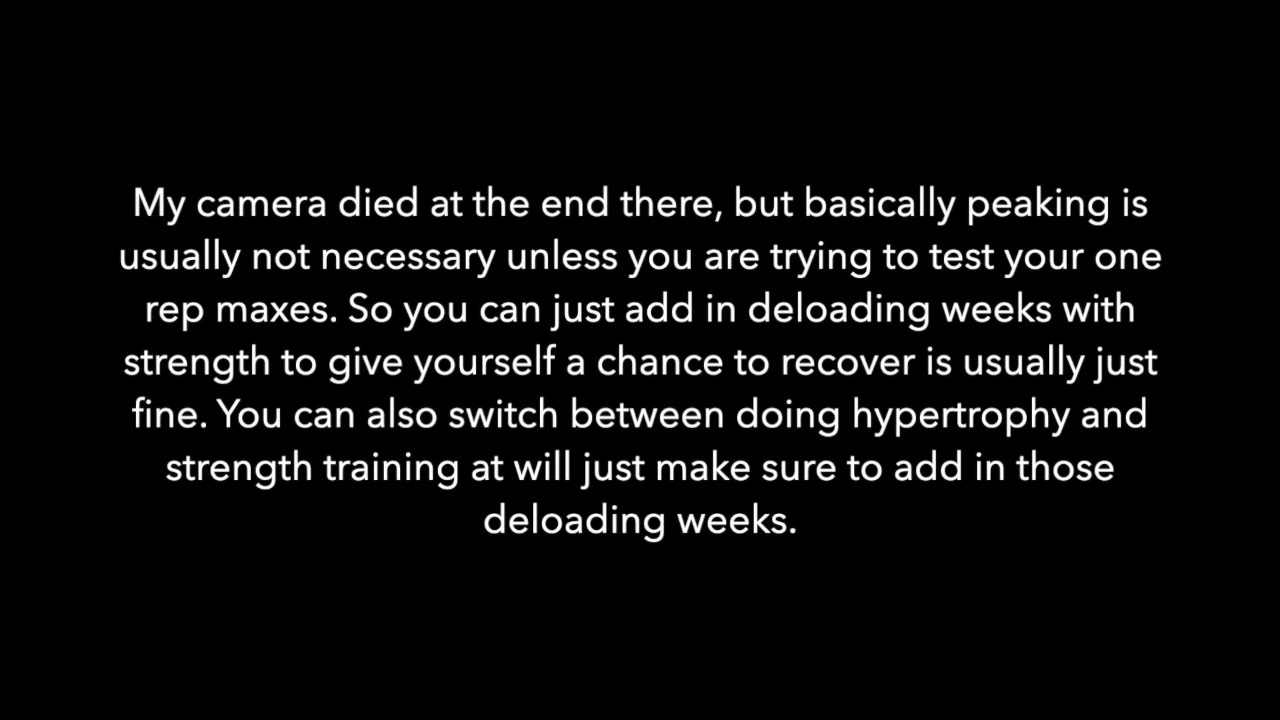 My camera died at the end there, but basically peaking is
usually not necessary unless you are trying to test your one
rep maxes. So you can just add in deloading weeks with
strength to give yourself a chance to recover is usually just
fine. You can also switch between doing hypertrophy and
strength training at will just make sure to add in those
deloading weeks.